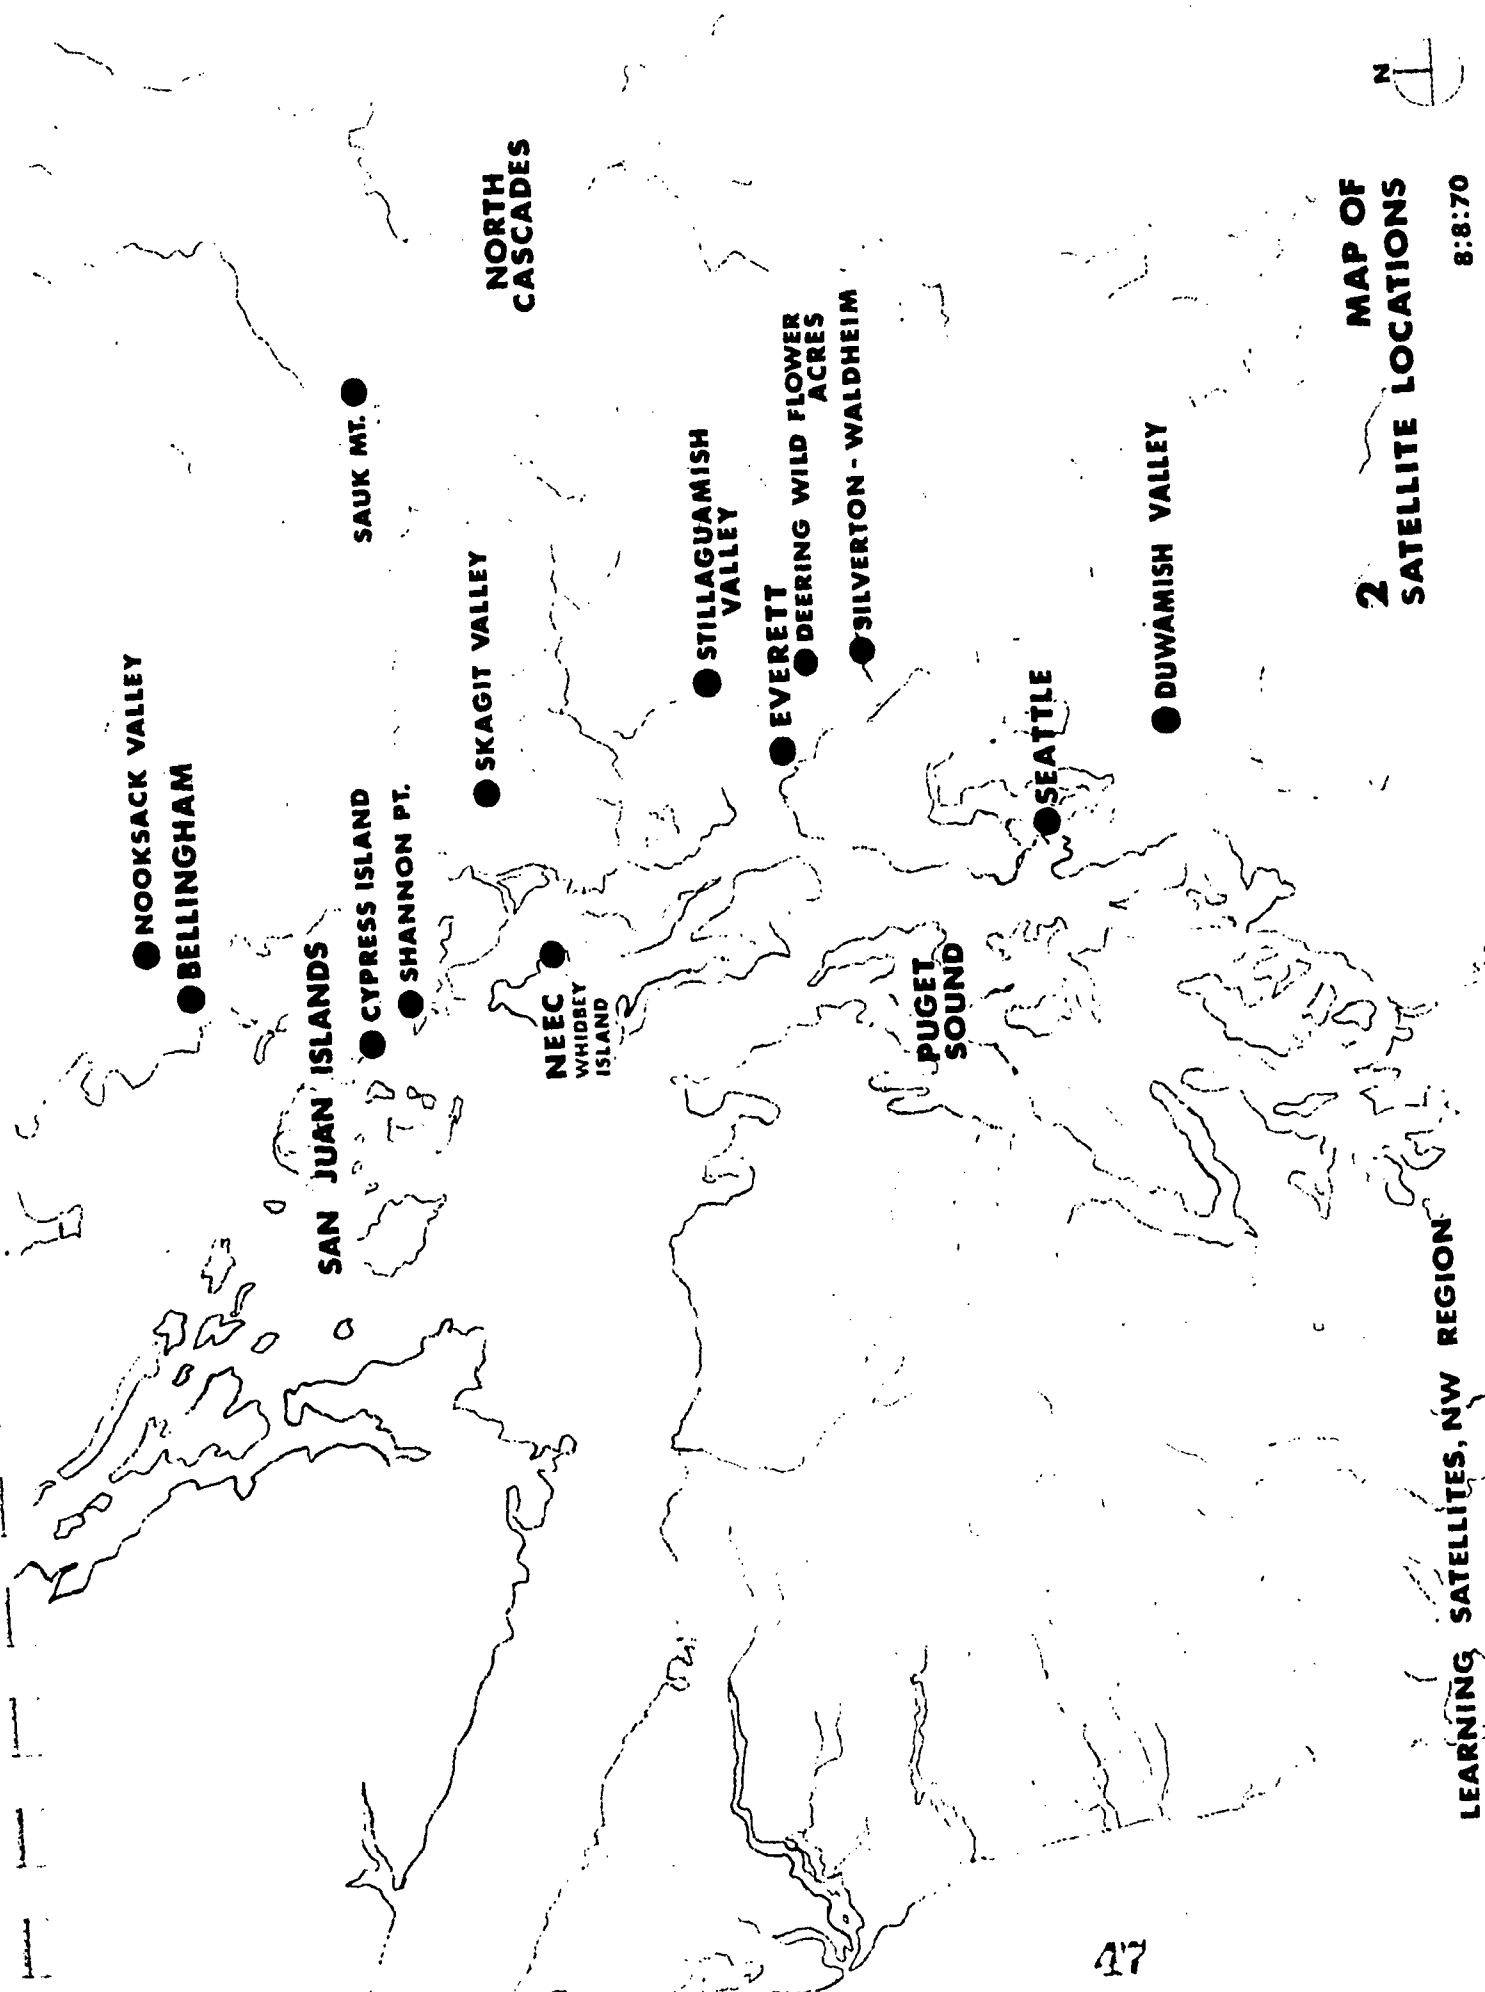 NOOKSACK VALLEY
BELLINGHAM
SAN JUAN ISLANDS
SAUK MT.
CYPRESS ISLAND
SHANNON PT.
SKAGIT VALLEY
NORTH
CASCADES
NEEC
WHIDBEY
ISLAND
STILLAGUAMISH
VALLEY
EVERETT
DEERING WILD FLOWER
ACRES
SILVERTON-WALDHEIM
PUGET
SOUND
SEATTLE
DUWAMISH VALLEY
N
2
MAP OF
SATELLITE LOCATIONS
8:8:70
LEARNING SATELLITES, NW REGION
47